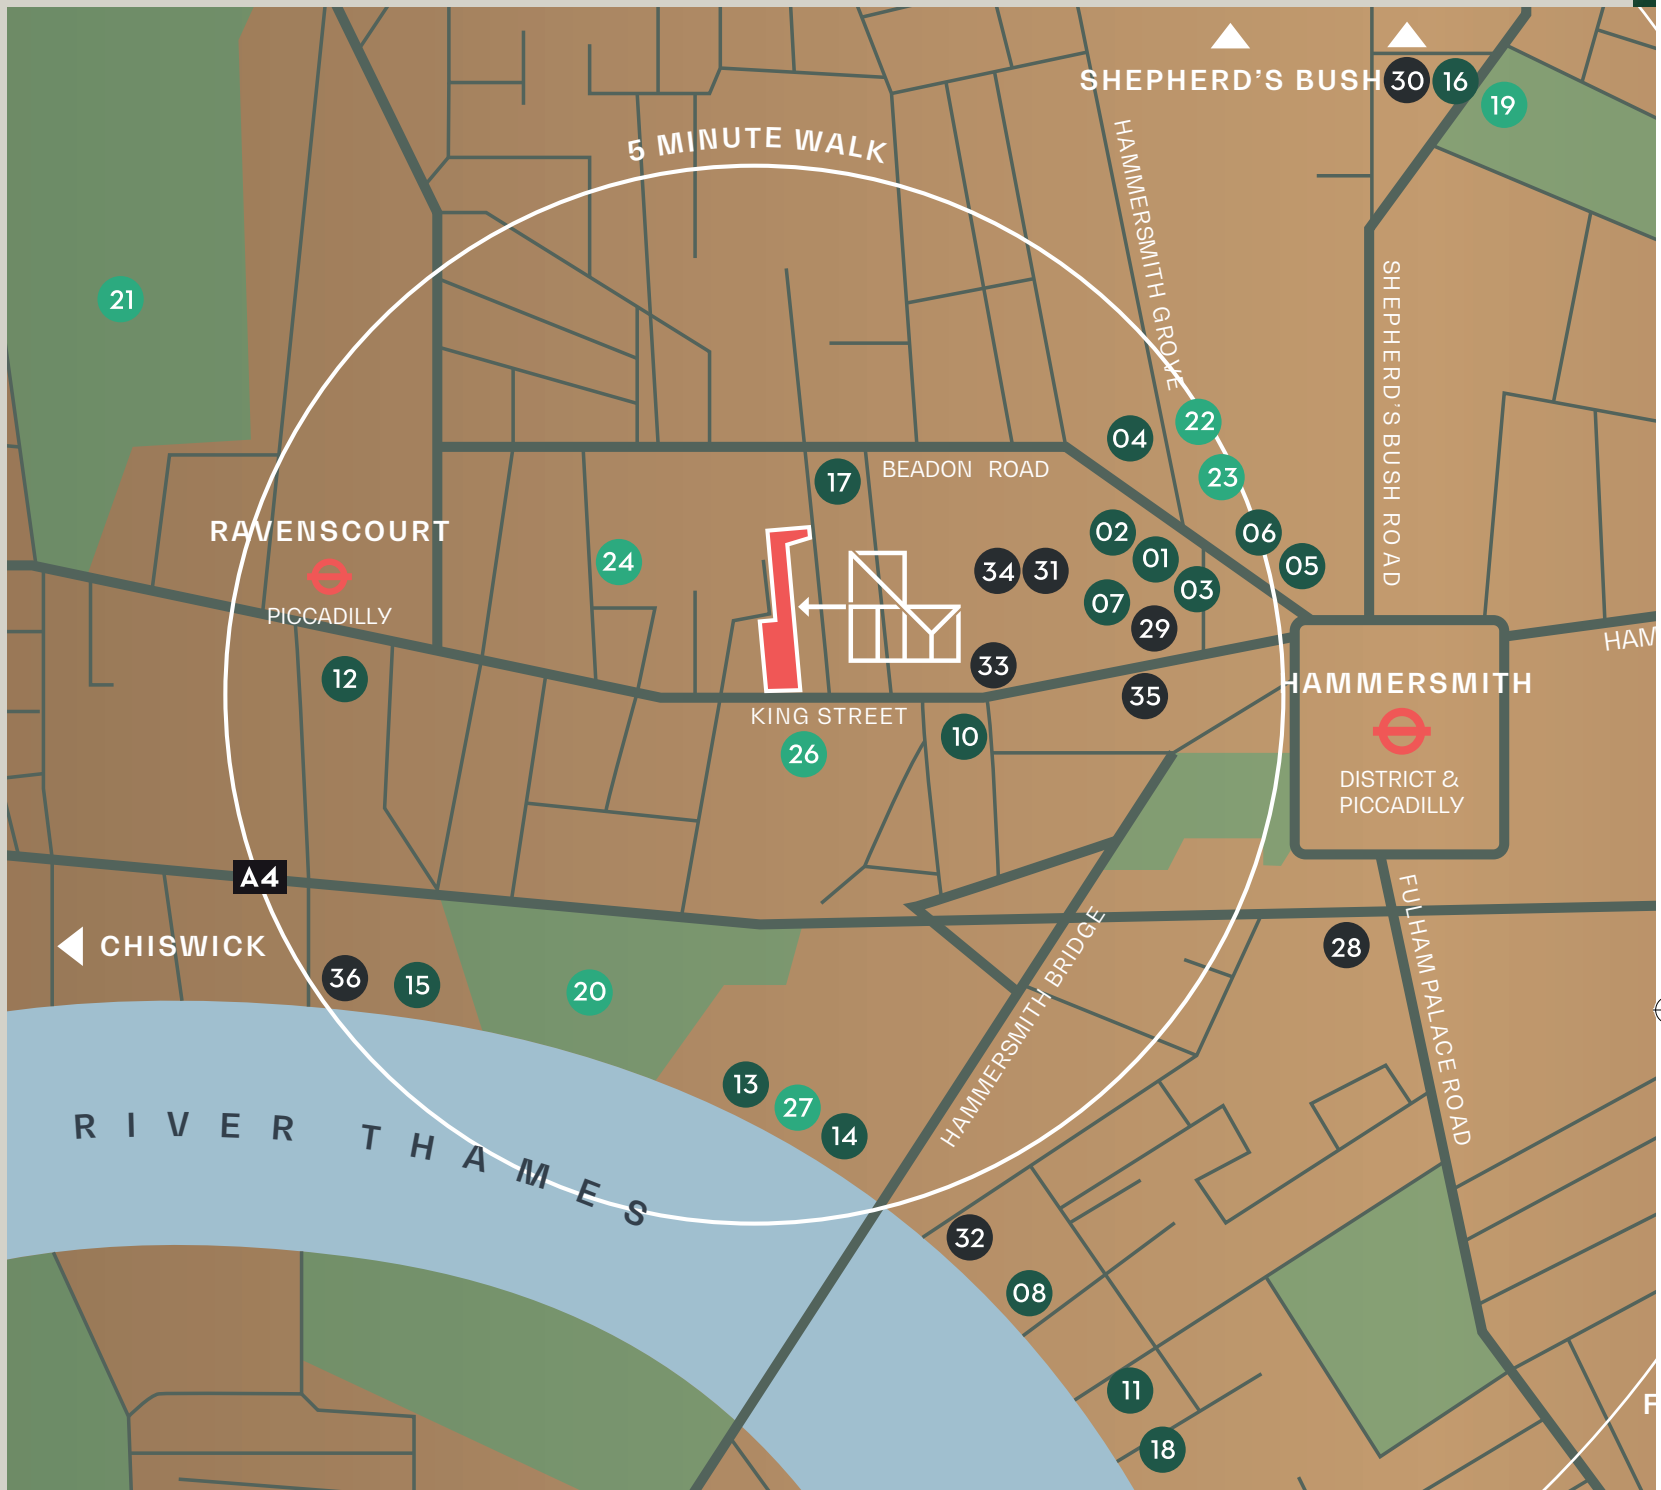 5 MINUTE WALK
SHEPHERD'S BUSH
30
16
19
HAMMERSMITH GROVE
21
SHEPHERD'S BUSH ROAD
22
04
BEADON ROAD
23
17
RAVENSCOURT
PICCADILLY
24
02
06
01
05
34
31
03
07
29
33
HAM
12
35
HAMMERSMITH
DISTRICT &
PICCADILLY
KING STREET
10
26
A4
CHISWICK
28
FULHAM PALACE ROAD
HAMMERSMITH BRIDGE
36
15
20
13
27
14
RIVER THAMES
32
08
11
18
F